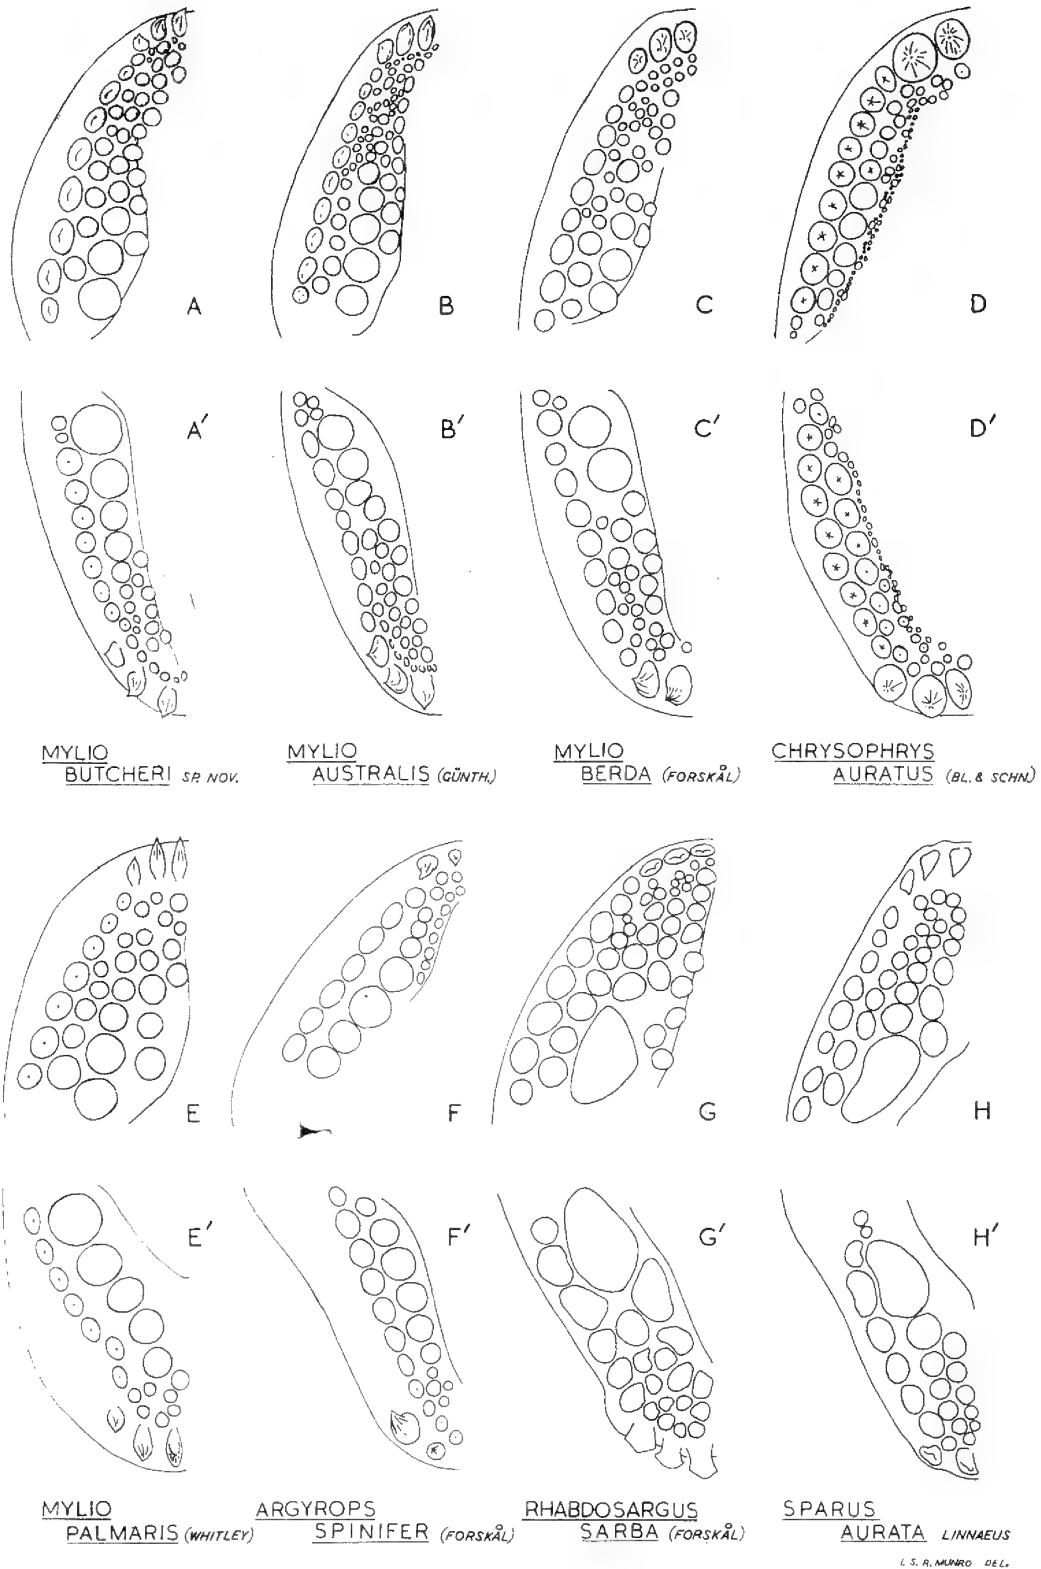 A
B
C
D
A′
B′
C′
D′
MYLIO
BUTCHERI SP. NOV.
MYLIO
AUSTRALIS (GÜNTH.)
MYLIO
BERDA (FORSKÅL)
CHRYSOPHRYS
AURATUS (BL. & SCHN.)
E
F
G
H
E′
F′
G′
H′
MYLIO
PALMARIS (WHITLEY)
ARGYROPS
SPINIFER (FORSKÅL)
RHABDOSARGUS
SARBA (FORSKÅL)
SPARUS
AURATA LINNAEUS
I. S. R. MUNRO DEL.